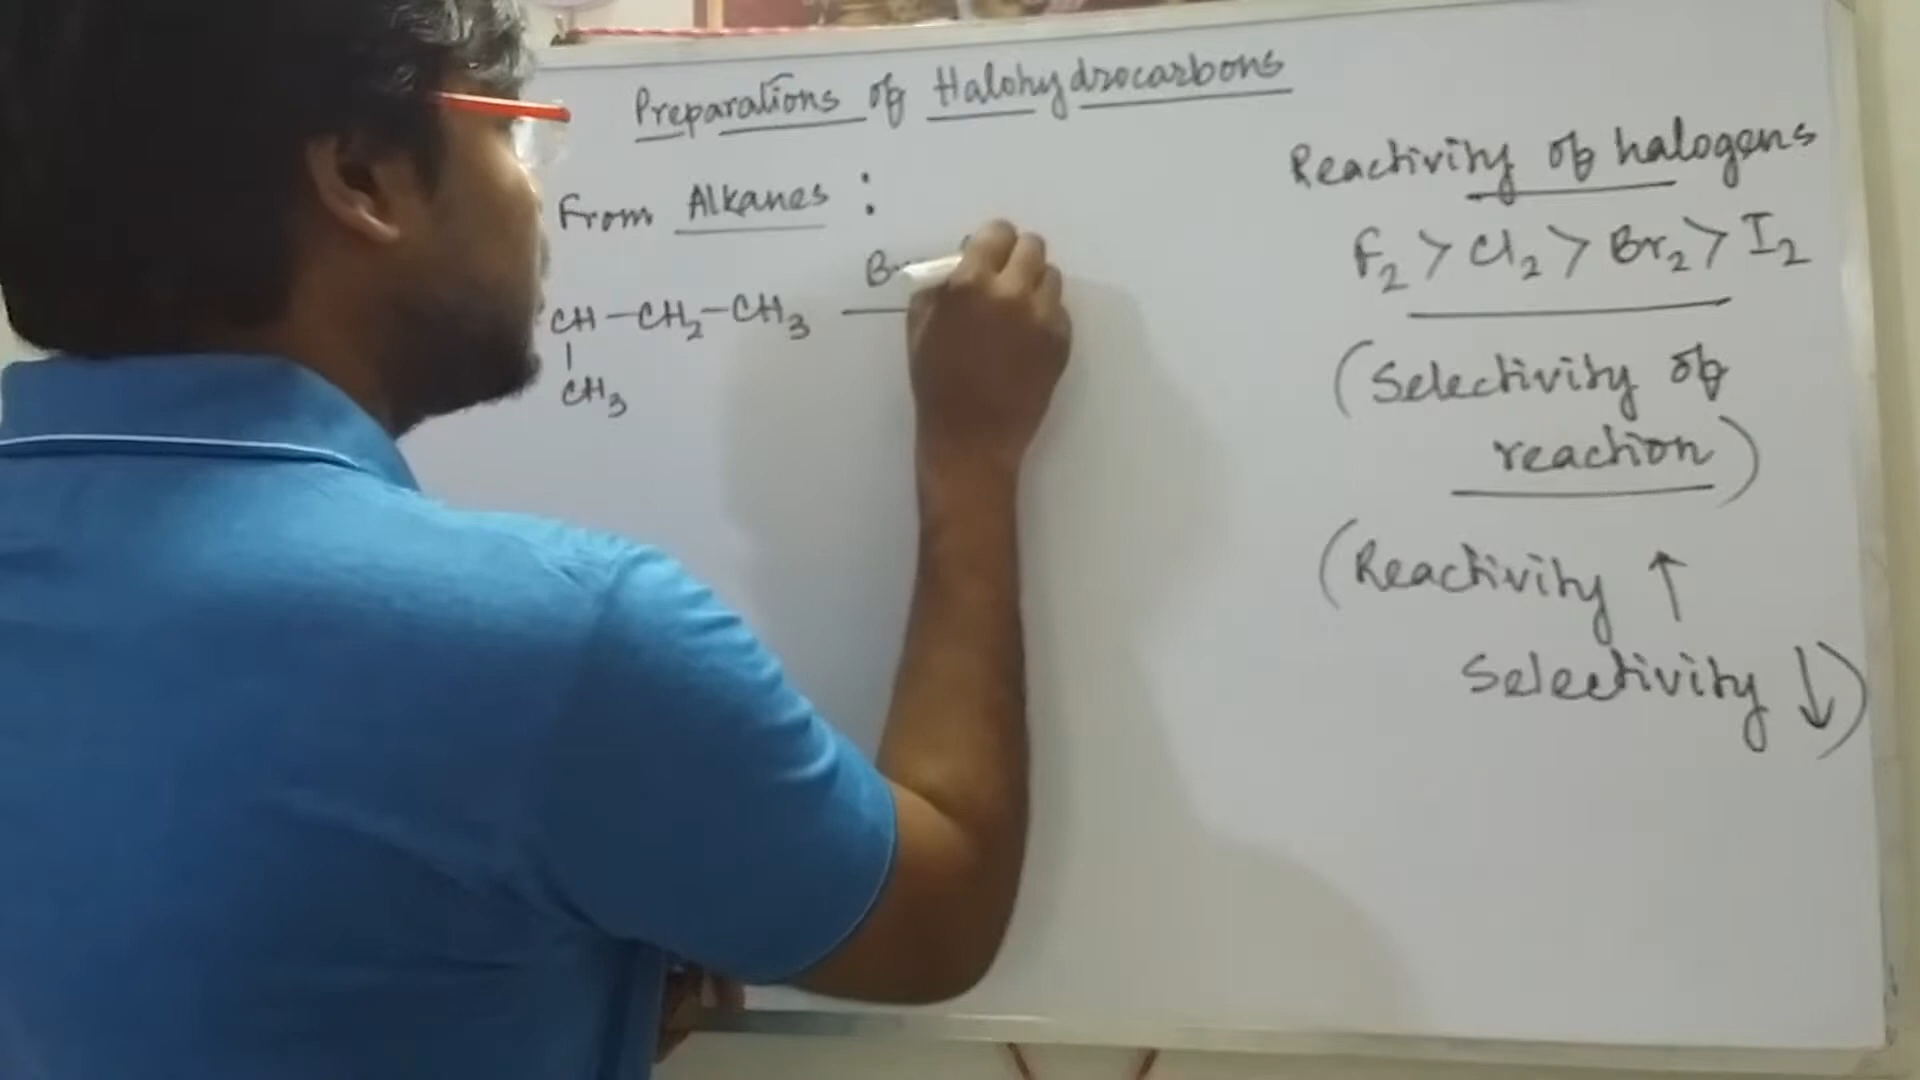 Preparations of Halohydrocarbons
From Alkanes :
CH-CH2-CH3
CH3
Br
Reactivity of halogens
F2 > Cl2 > Br2 > I2
(Selectivity of
reaction)
(Reactivity ↑
Selectivity ↓)